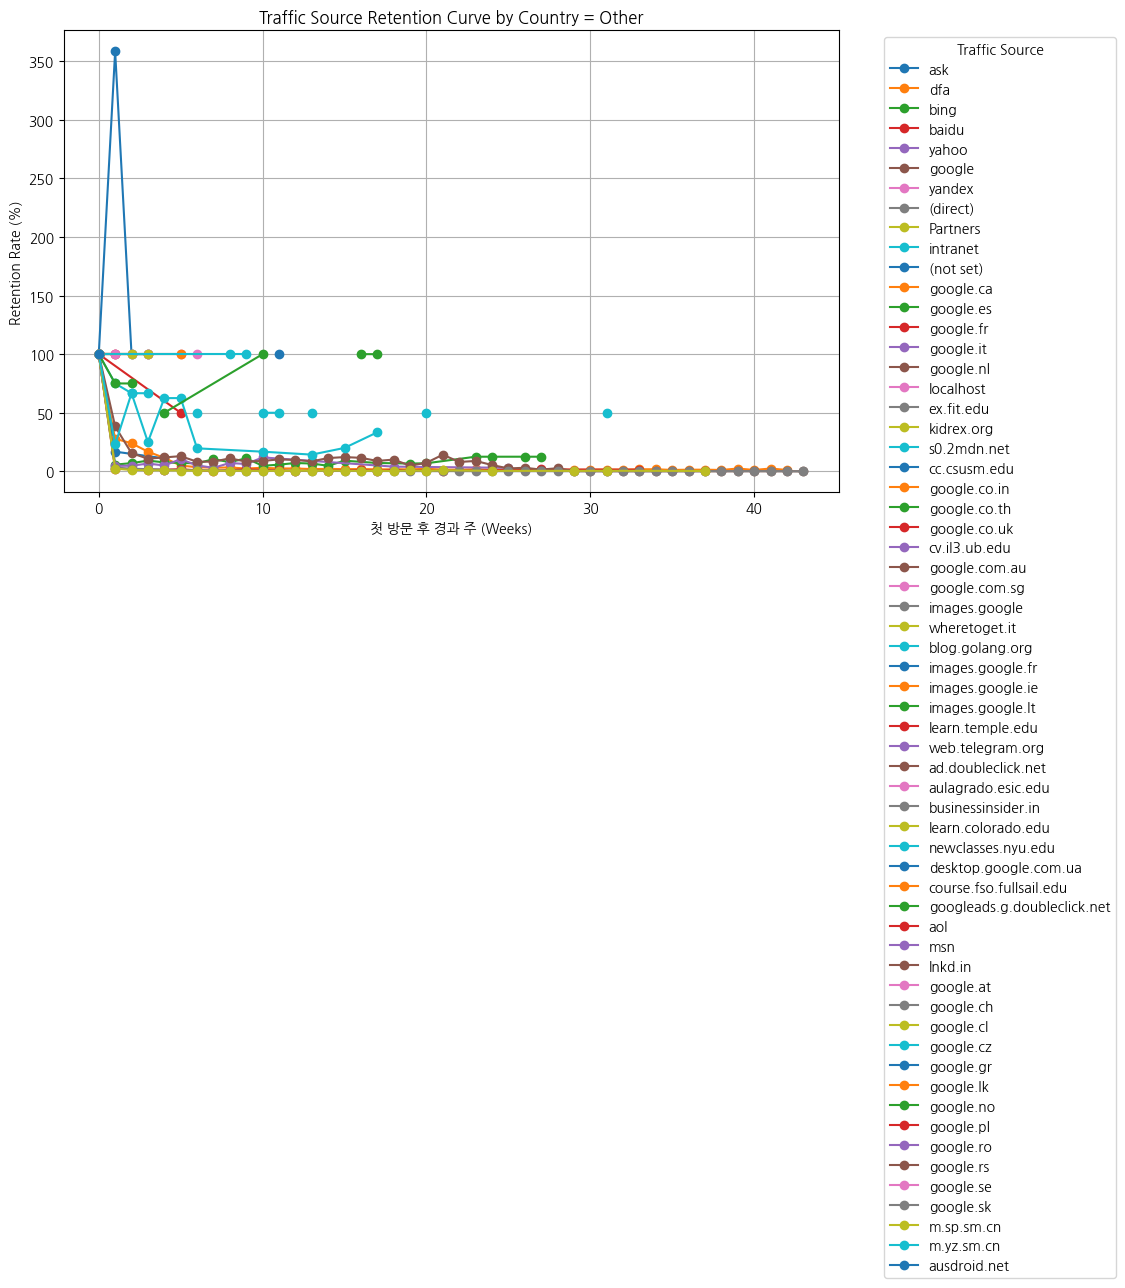 Traffic Source Retention Curve by Country = Other
Retention Rate (%)
350
300
250
200
150
100
50
0
0
10
20
30
40
첫 방문 후 경과 주 (Weeks)
Traffic Source
ask
dfa
bing
baidu
yahoo
google
yandex
(direct)
Partners
intranet
(not set)
google.ca
google.es
google.fr
google.it
google.nl
localhost
ex.fit.edu
kidrex.org
s0.2mdn.net
cc.csusm.edu
google.co.in
google.co.th
google.co.uk
cv.il3.ub.edu
google.com.au
google.com.sg
images.google
wheretoget.it
blog.golang.org
images.google.fr
images.google.ie
images.google.lt
learn.temple.edu
web.telegram.org
ad.doubleclick.net
aulagrado.esic.edu
businessinsider.in
learn.colorado.edu
newclasses.nyu.edu
desktop.google.com.ua
course.fso.fullsail.edu
googleads.g.doubleclick.net
aol
msn
lnkd.in
google.at
google.ch
google.cl
google.cz
google.gr
google.lk
google.no
google.pl
google.ro
google.rs
google.se
google.sk
m.sp.sm.cn
m.yz.sm.cn
ausdroid.net